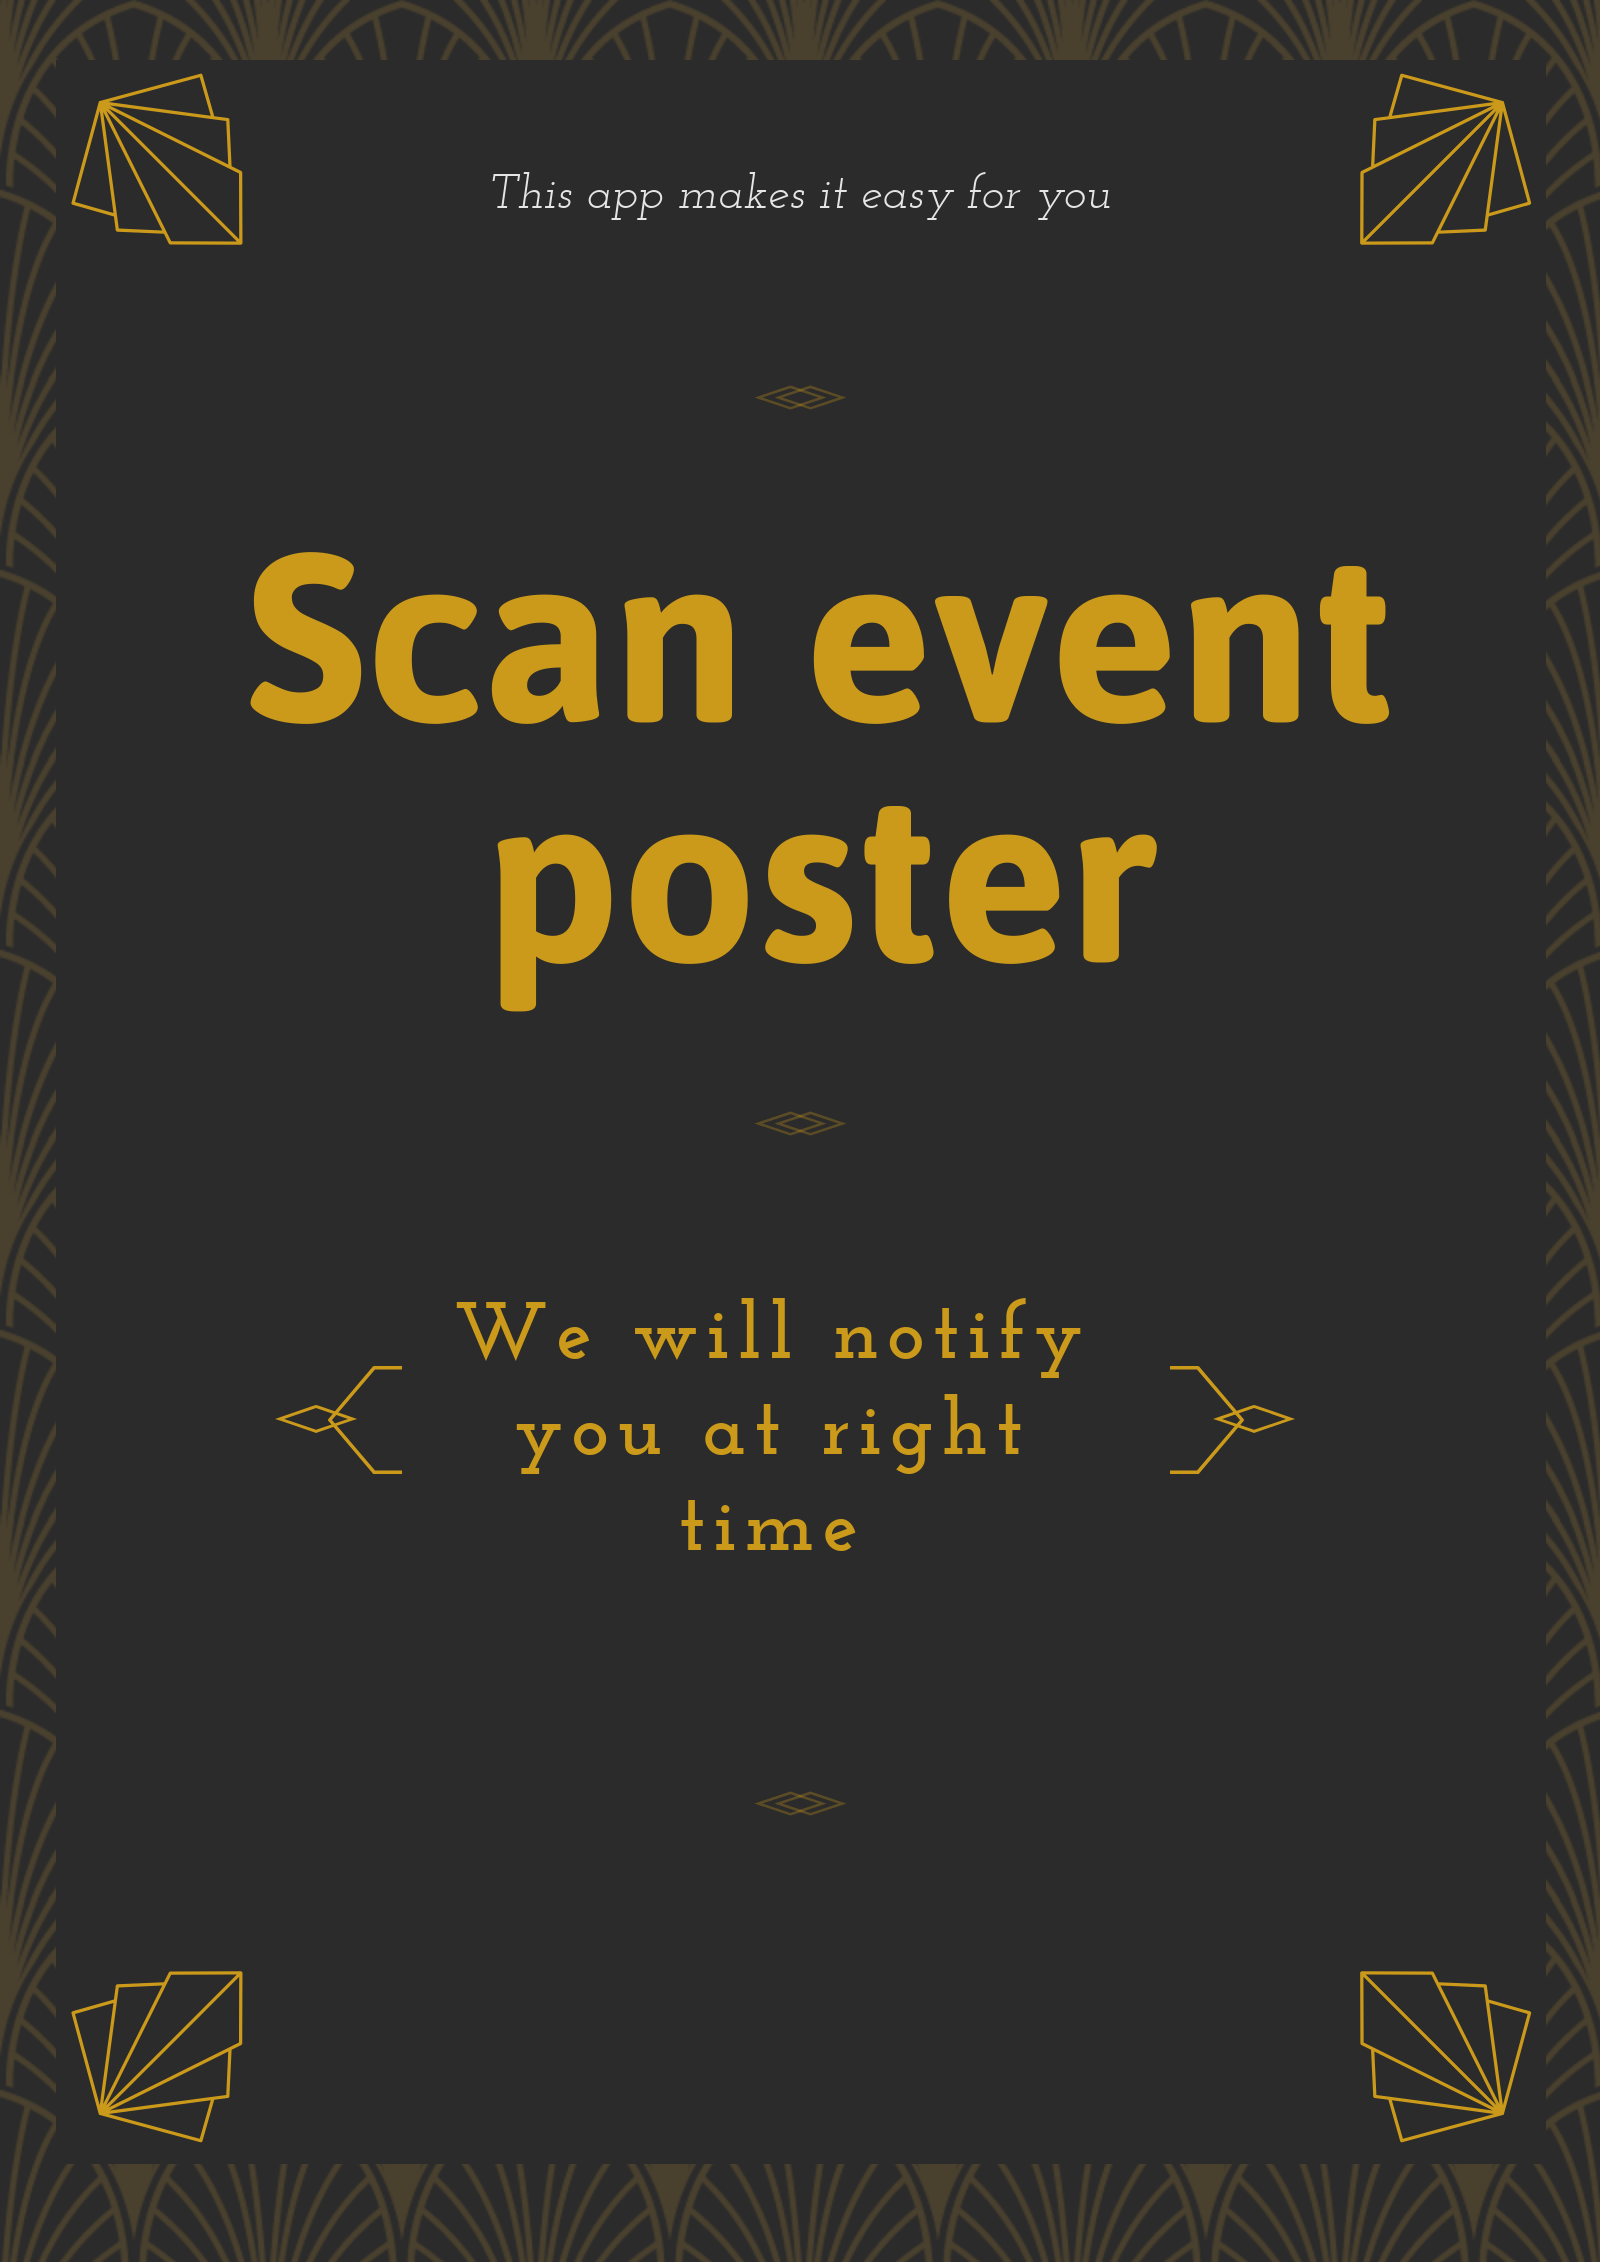 This app makes it easy for you
Scan event
poster
We will notify
you at right
time